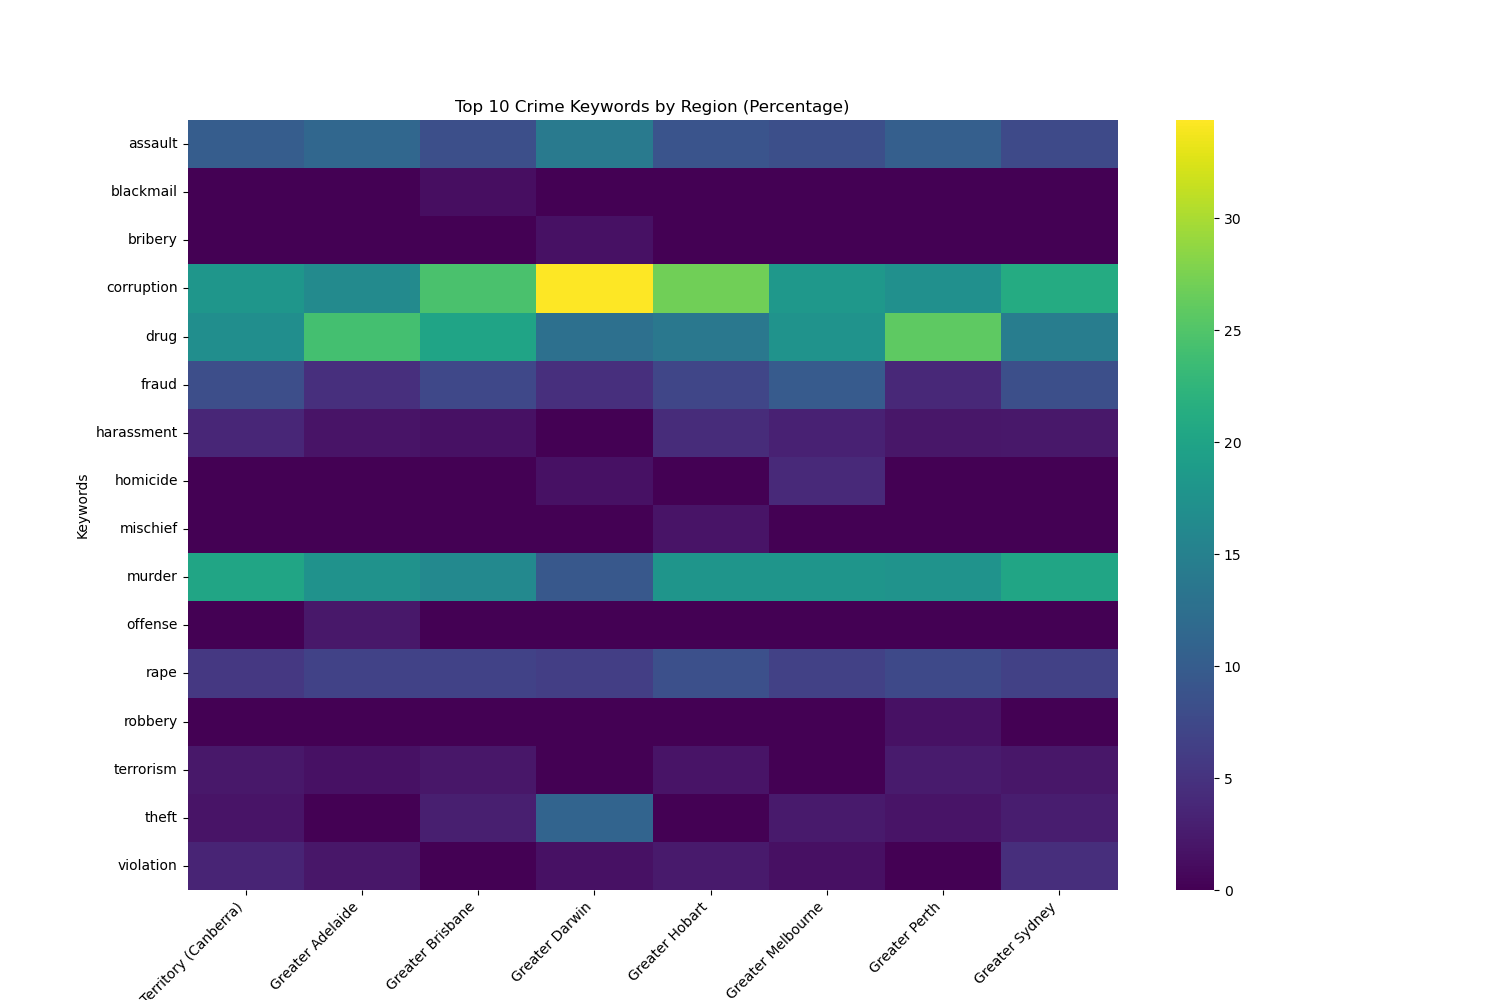 Top 10 Crime Keywords by Region (Percentage)
Keywords
assault
blackmail
bribery
corruption
drug
fraud
harassment
homicide
mischief
murder
offense
rape
robbery
terrorism
theft
violation
Territory (Canberra)
Greater Adelaide
Greater Brisbane
Greater Darwin
Greater Hobart
Greater Melbourne
Greater Perth
Greater Sydney
30
25
20
15
10
5
0